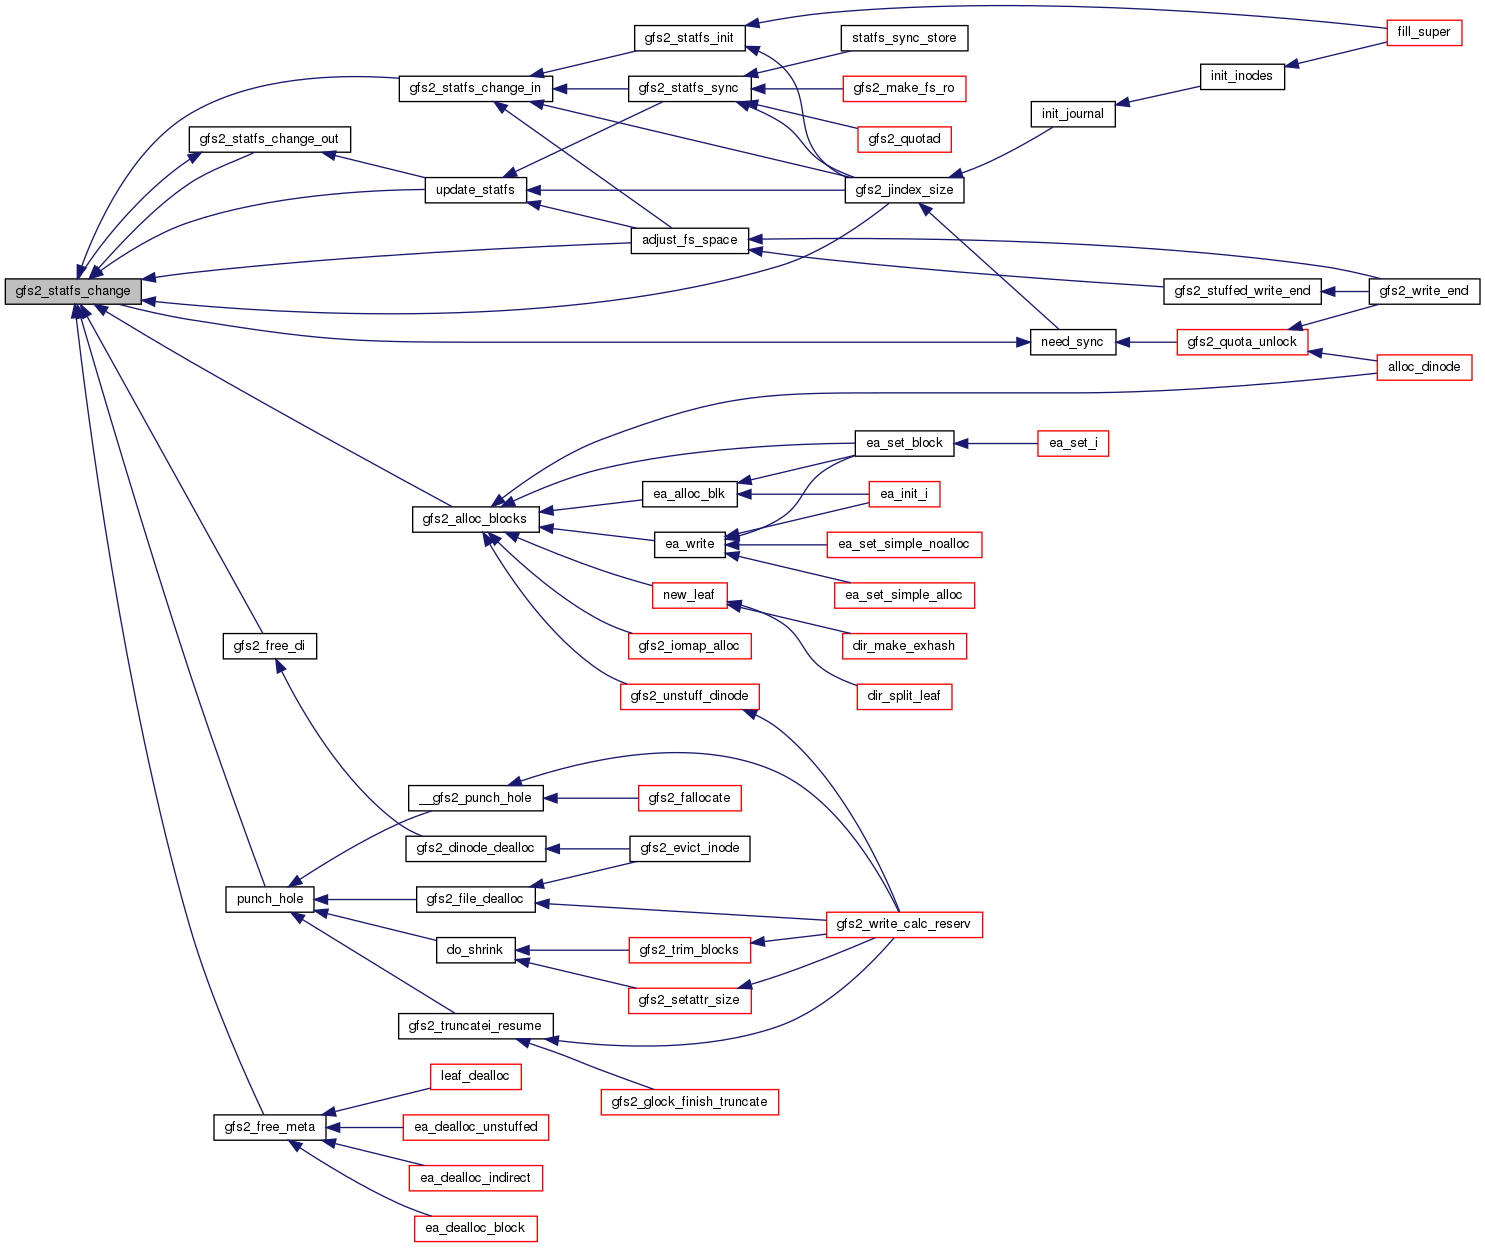 gfs2_statfs_init
statfs_sync_store
fill_super
gfs2_statfs_change_in
gfs2_statfs_sync
gfs2_make_fs_ro
init_inodes
init_journal
gfs2_statfs_change_out
gfs2_quotad
update_statfs
gfs2_jindex_size
adjust_fs_space
gfs2_statfs_change
gfs2_stuffed_write_end
gfs2_write_end
need_sync
gfs2_quota_unlock
alloc_dinode
ea_set_block
ea_set_i
ea_alloc_blk
ea_init_i
gfs2_alloc_blocks
ea_write
ea_set_simple_noalloc
new_leaf
ea_set_simple_alloc
gfs2_free_di
gfs2_iomap_alloc
dir_make_exhash
gfs2_unstuff_dinode
dir_split_leaf
__gfs2_punch_hole
gfs2_fallocate
gfs2_dinode_dealloc
gfs2_evict_inode
punch_hole
gfs2_file_dealloc
gfs2_write_calc_reserv
do_shrink
gfs2_trim_blocks
gfs2_setattr_size
gfs2_truncatei_resume
leaf_dealloc
gfs2_glock_finish_truncate
gfs2_free_meta
ea_dealloc_unstuffed
ea_dealloc_indirect
ea_dealloc_block